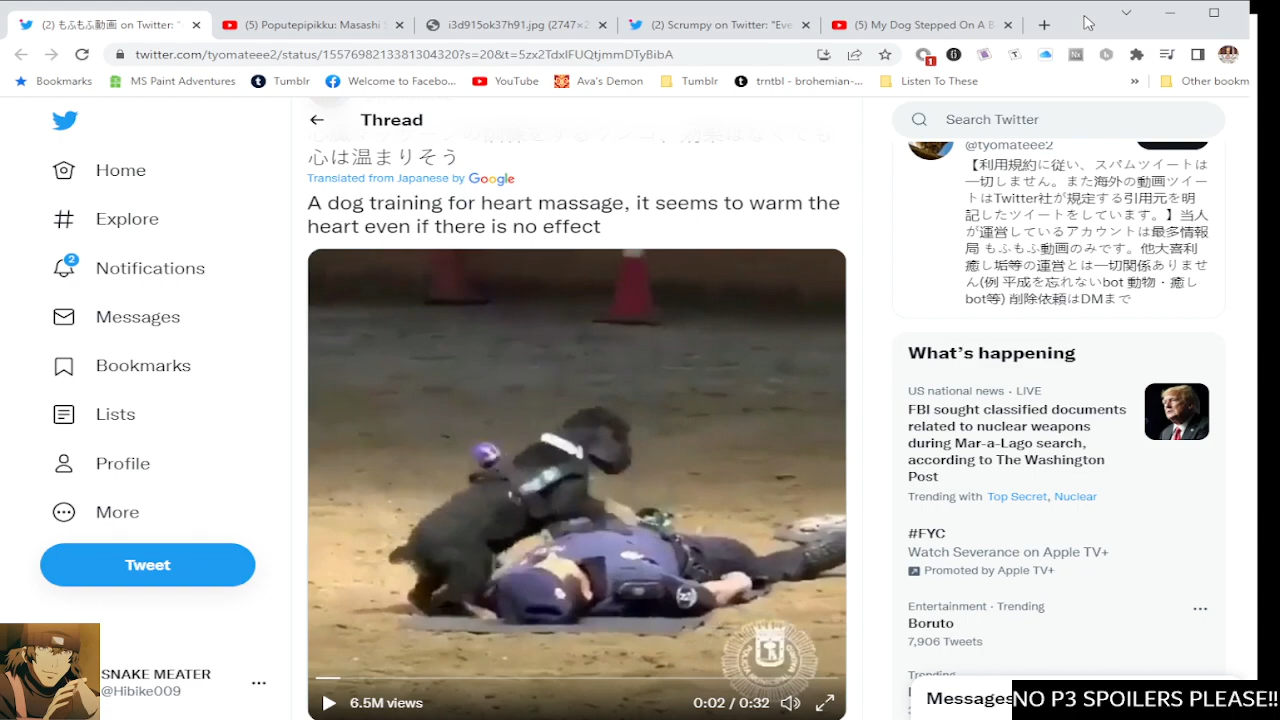 (2) もふもふ動画 on Twitter: "
(5) Poputepipikku: Masashi
i3d915ok37h91.jpg (2747×2
(2) Scrumpy on Twitter: "Eve
(5) My Dog Stepped On A B
twitter.com/tyomateee2/status/1557698213381304320?s=20&t=5zx2TdxIFUQtjmmDTyBibA
Bookmarks
MS Paint Adventures
Tumblr
Welcome to Facebo...
YouTube
Ava's Demon
Tumblr
trntbl - brohemian-...
Listen To These
»
Other bookm
Home
Explore
2
Notifications
Messages
Bookmarks
Lists
Profile
More
Tweet
SNAKE MEATER
@Hibike009
Thread
心は温まりそう
Translated from Japanese by Google
A dog training for heart massage, it seems to warm the
heart even if there is no effect
6.5M views
0:02 / 0:32
Search Twitter
@tyomateee2
【利用規約に従い、スパムツイートは
一切しません。また海外の動画ツイー
トはTwitter社が規定する引用元を明
記したツイートをしています。】当人
が運営しているアカウントは最多情報
局 もふもふ動画のみです。他大喜利
癒し垢等の運営とは一切関係ありませ
ん(例 平成を忘れないbot 動物・癒し
bot等) 削除依頼はDMまで
What's happening
US national news · LIVE
FBI sought classified documents
related to nuclear weapons
during Mar-a-Lago search,
according to The Washington
Post
Trending with Top Secret, Nuclear
#FYC
Watch Severance on Apple TV+
Promoted by Apple TV+
Entertainment · Trending
Boruto
7,906 Tweets
Trending
Messages
NO P3 SPOILERS PLEASE!!